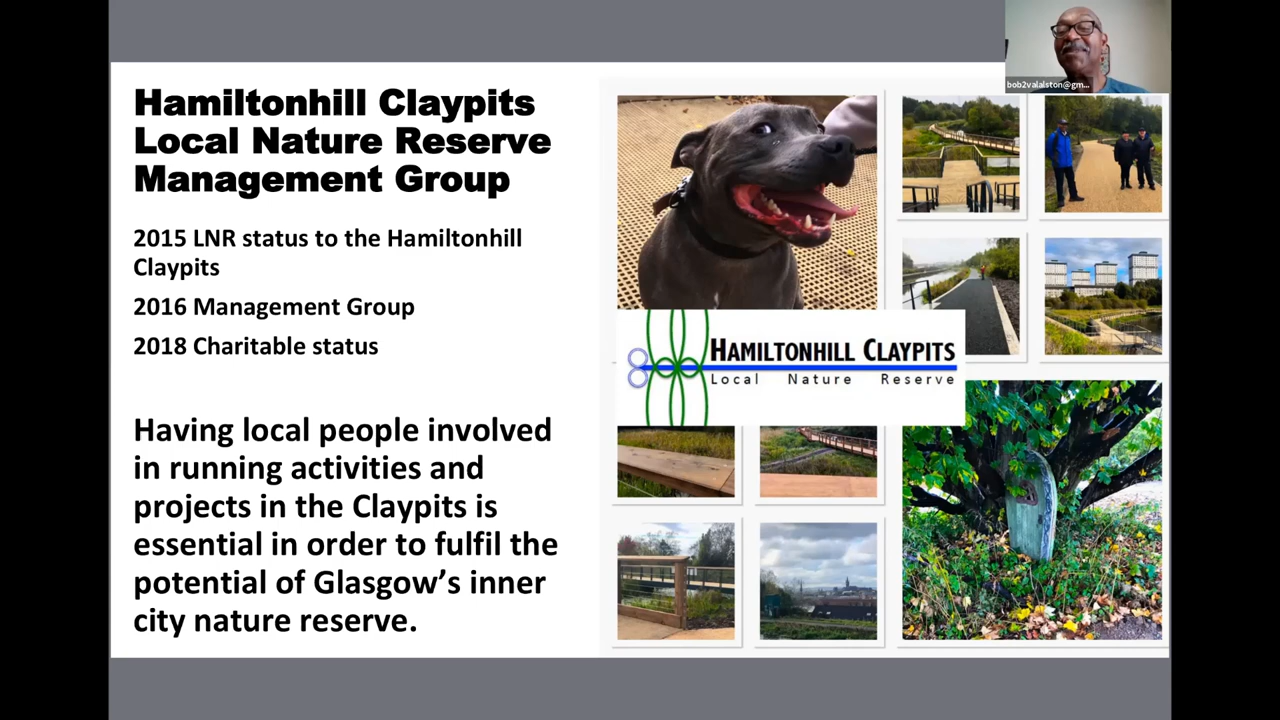 bob2valalston@gm...
Hamiltonhill Claypits
Local Nature Reserve
Management Group
2015 LNR status to the Hamiltonhill
Claypits
2016 Management Group
2018 Charitable status
Having local people involved
in running activities and
projects in the Claypits is
essential in order to fulfil the
potential of Glasgow’s inner
city nature reserve.
HAMILTONHILL CLAYPITS
Local Nature Reserve